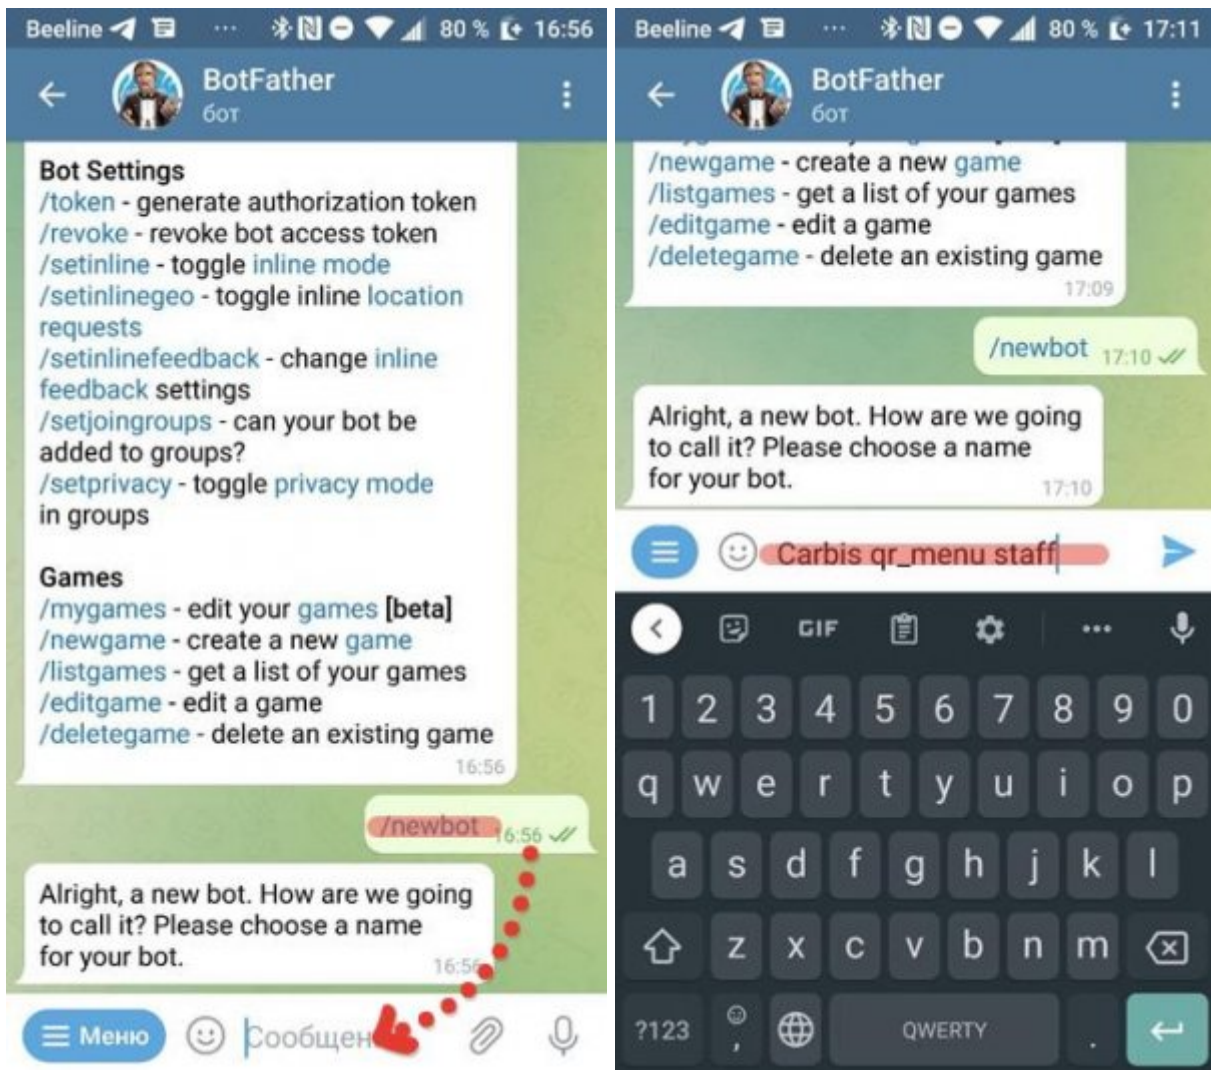 Beeline 80 % 16:56
BotFather
бот
Bot Settings
/token - generate authorization token
/revoke - revoke bot access token
/setinline - toggle inline mode
/setinlinegeo - toggle inline location
requests
/setinlinefeedback - change inline
feedback settings
/setjoingroups - can your bot be
added to groups?
/setprivacy - toggle privacy mode
in groups
Games
/mygames - edit your games [beta]
/newgame - create a new game
/listgames - get a list of your games
/editgame - edit a game
/deletegame - delete an existing game
16:56
/newbot 16:56
Alright, a new bot. How are we going
to call it? Please choose a name
for your bot.
16:56
Меню Сообщен
Beeline 80 % 17:11
BotFather
бот
/newgame - create a new game
/listgames - get a list of your games
/editgame - edit a game
/deletegame - delete an existing game
17:09
/newbot 17:10
Alright, a new bot. How are we going
to call it? Please choose a name
for your bot.
17:10
Carbis qr_menu staff
GIF
1 2 3 4 5 6 7 8 9 0
q w e r t y u i o p
a s d f g h j k l
z x c v b n m
?123 , QWERTY .